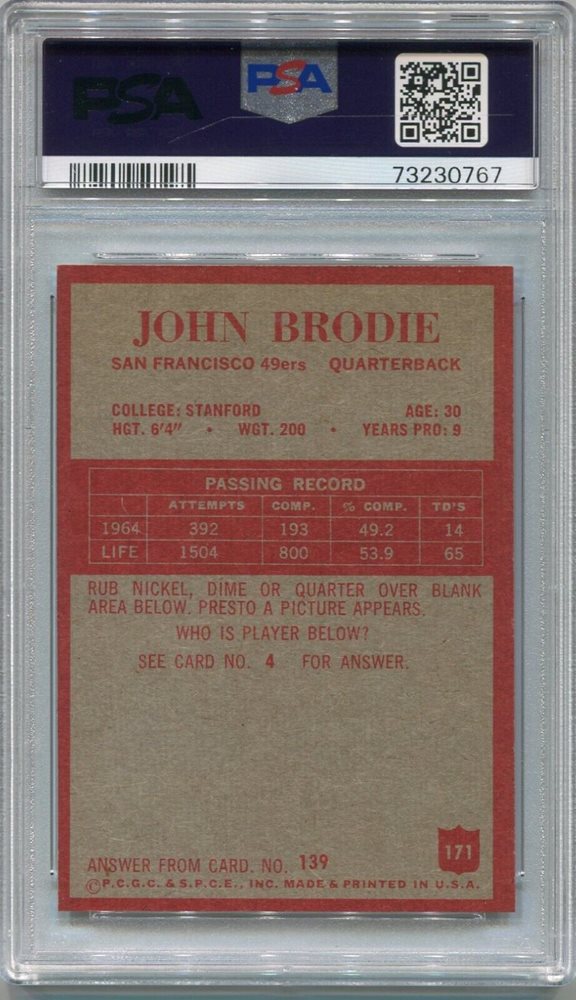 PSA
PSA
73230767
JOHN BRODIE
SAN FRANCISCO 49ers QUARTERBACK
COLLEGE: STANFORD AGE: 30
HGT. 6'4" • WGT. 200 • YEARS PRO: 9
PASSING RECORD
ATTEMPTS COMP. % COMP. TD'S
1964 392 193 49.2 14
LIFE 1504 800 53.9 65
RUB NICKEL, DIME OR QUARTER OVER BLANK
AREA BELOW. PRESTO A PICTURE APPEARS.
WHO IS PLAYER BELOW?
SEE CARD NO. 4 FOR ANSWER.
171
ANSWER FROM CARD. NO. 139
©P.C.G.C. & S.P.C.E., INC. MADE & PRINTED IN U.S.A.